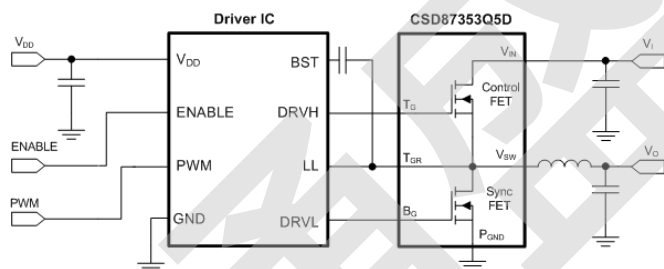 Driver IC
CSD87353Q5D
VDD
VDD
BST
VIN
VI
ENABLE
DRVH
TG
Control
FET
ENABLE
PWM
LL
TGR
VSW
VO
PWM
GND
DRVL
BG
Sync
FET
PGND